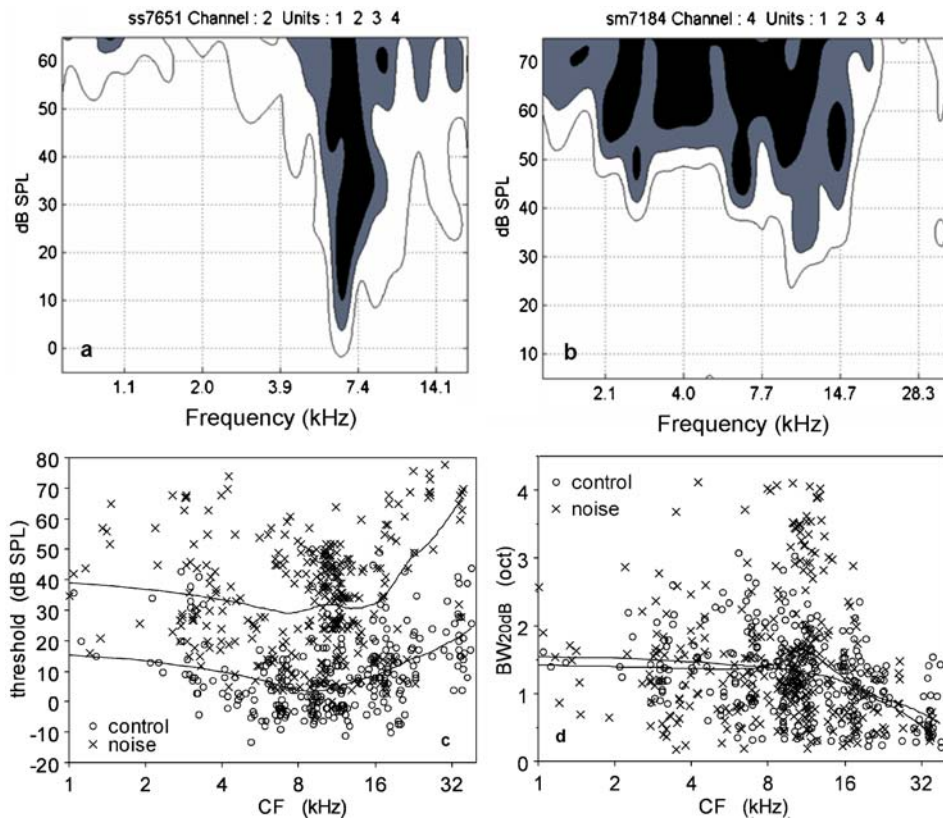 ss7651 Channel : 2 Units : 1 2 3 4
60
50
40
30
20
10
0
dB SPL
a
1.1 2.0 3.9 7.4 14.1
Frequency (kHz)
sm7184 Channel : 4 Units : 1 2 3 4
70
60
50
40
30
20
10
dB SPL
b
2.1 4.0 7.7 14.7 28.3
Frequency (kHz)
80
70
60
50
40
30
20
10
0
-10
-20
threshold (dB SPL)
control
noise
c
1 2 4 8 16 32
CF (kHz)
4
3
2
1
0
BW20dB (oct)
control
noise
d
1 2 4 8 16 32
CF (kHz)